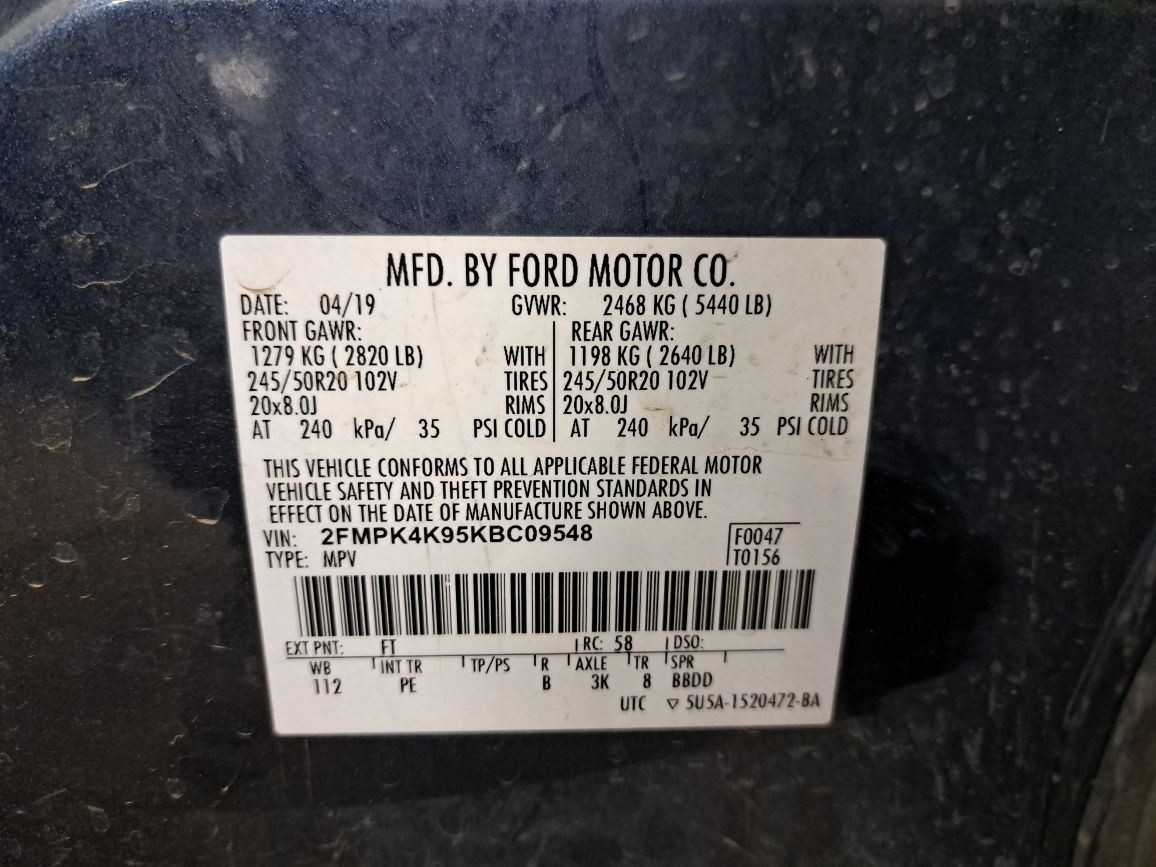 MFD. BY FORD MOTOR CO.
DATE: 04/19 GVWR: 2468 KG ( 5440 LB)
FRONT GAWR: REAR GAWR:
1279 KG ( 2820 LB) WITH 1198 KG ( 2640 LB) WITH
245/50R20 102V TIRES 245/50R20 102V TIRES
20x8.0J RIMS 20x8.0J RIMS
AT 240 kPa/ 35 PSI COLD AT 240 kPa/ 35 PSI COLD
THIS VEHICLE CONFORMS TO ALL APPLICABLE FEDERAL MOTOR
VEHICLE SAFETY AND THEFT PREVENTION STANDARDS IN
EFFECT ON THE DATE OF MANUFACTURE SHOWN ABOVE.
VIN: 2FMPK4K95KBC09548 F0047
TYPE: MPV T0156
EXT PNT: FT RC: 58 DSO:
WB INT TR TP/PS R AXLE TR SPR
112 PE B 3K 8 BBDD
UTC ▽ 5U5A-1520472-BA